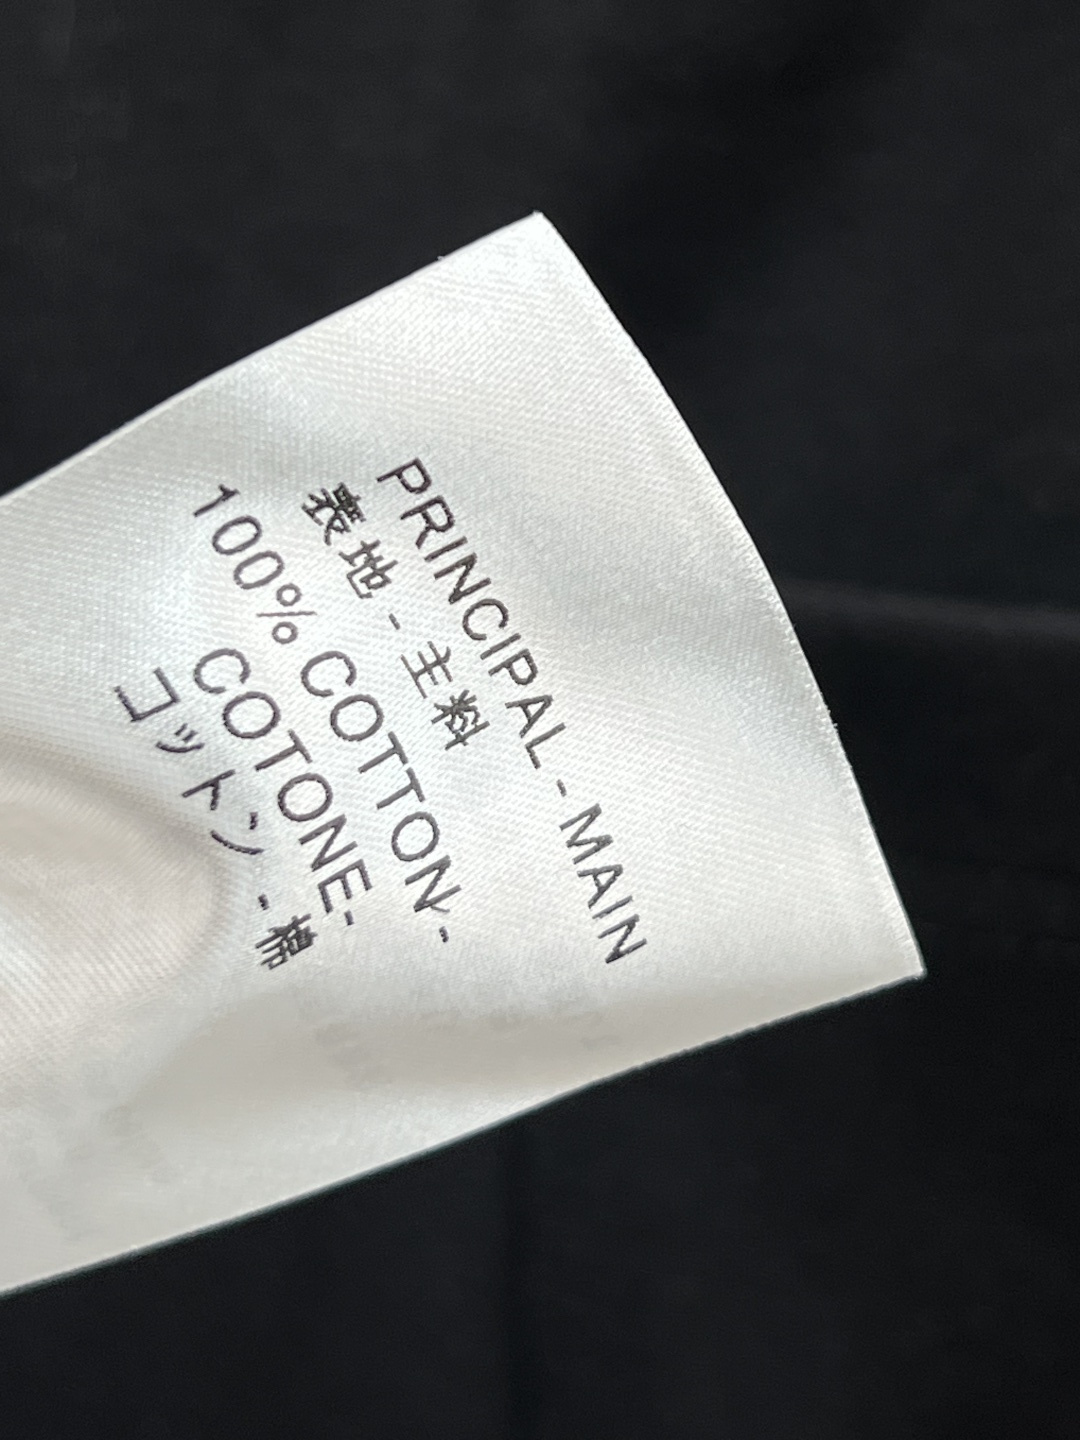 PRINCIPAL - MAIN
表地 - 主料
100% COTTON-
COTONE-
コットン - 棉